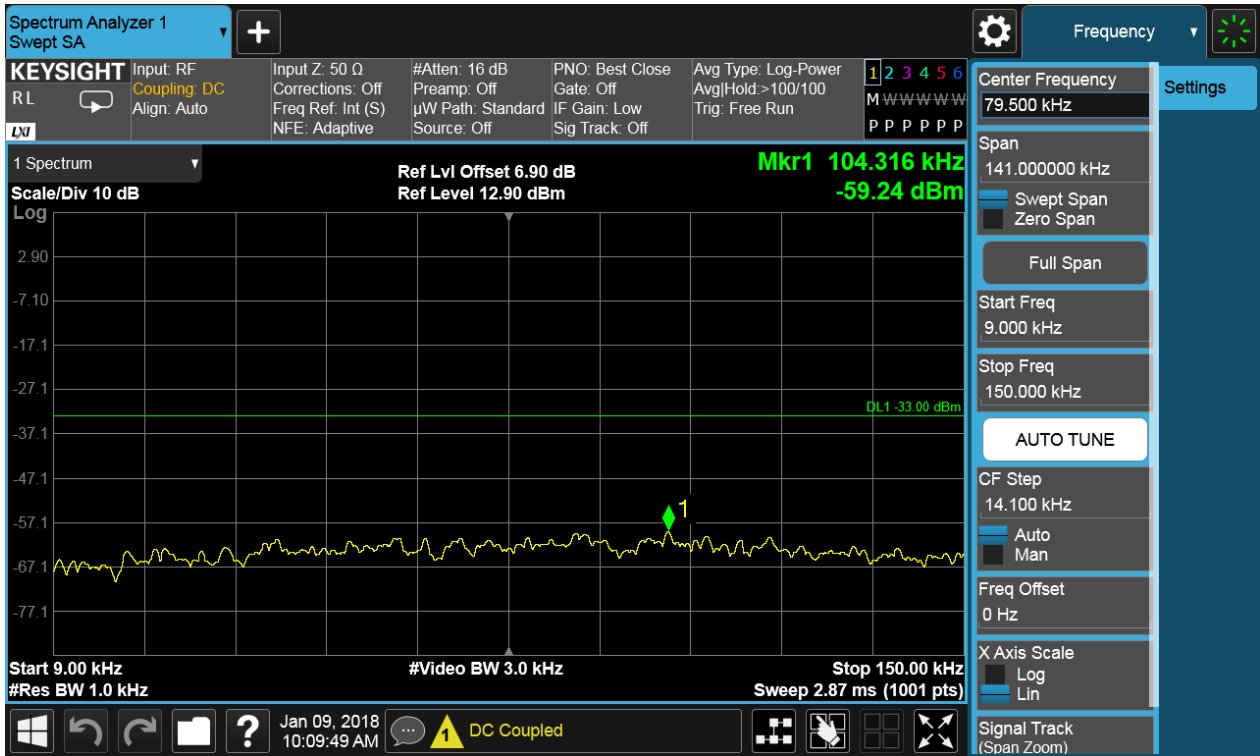 Spectrum Analyzer 1
Swept SA
Frequency
KEYSIGHT
RL
LXI
Input: RF
Coupling: DC
Align: Auto
Input Z: 50 Ω
Corrections: Off
Freq Ref: Int (S)
NFE: Adaptive
#Atten: 16 dB
Preamp: Off
µW Path: Standard
Source: Off
PNO: Best Close
Gate: Off
IF Gain: Low
Sig Track: Off
Avg Type: Log-Power
Avg|Hold:>100/100
Trig: Free Run
1 2 3 4 5 6
M W W W W W
P P P P P P
1 Spectrum
Scale/Div 10 dB
Log
Ref Lvl Offset 6.90 dB
Ref Level 12.90 dBm
Mkr1 104.316 kHz
-59.24 dBm
2.90
-7.10
-17.1
-27.1
DL1 -33.00 dBm
-37.1
-47.1
1
-57.1
-67.1
-77.1
Start 9.00 kHz
#Video BW 3.0 kHz
Stop 150.00 kHz
#Res BW 1.0 kHz
Sweep 2.87 ms (1001 pts)
Center Frequency
79.500 kHz
Span
141.000000 kHz
Swept Span
Zero Span
Full Span
Start Freq
9.000 kHz
Stop Freq
150.000 kHz
AUTO TUNE
CF Step
14.100 kHz
Auto
Man
Freq Offset
0 Hz
X Axis Scale
Log
Lin
Signal Track
(Span Zoom)
Settings
?
Jan 09, 2018
10:09:49 AM
1
DC Coupled